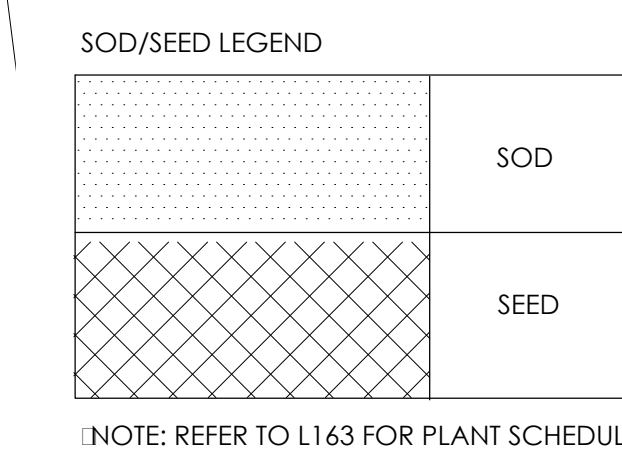 SOD/SEED LEGEND
SOD
SEED
□NOTE: REFER TO L163 FOR PLANT SCHEDUL